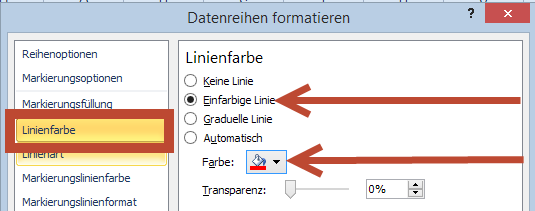 Datenreihen formatieren
Reihenoptionen
Markierungsoptionen
Markierungsfüllung
Linienfarbe
Linienart
Markierungslinienfarbe
Markierungslinienformat
Linienfarbe
Keine Linie
Einfarbige Linie
Graduelle Linie
Automatisch
Farbe:
Transparenz:
0%